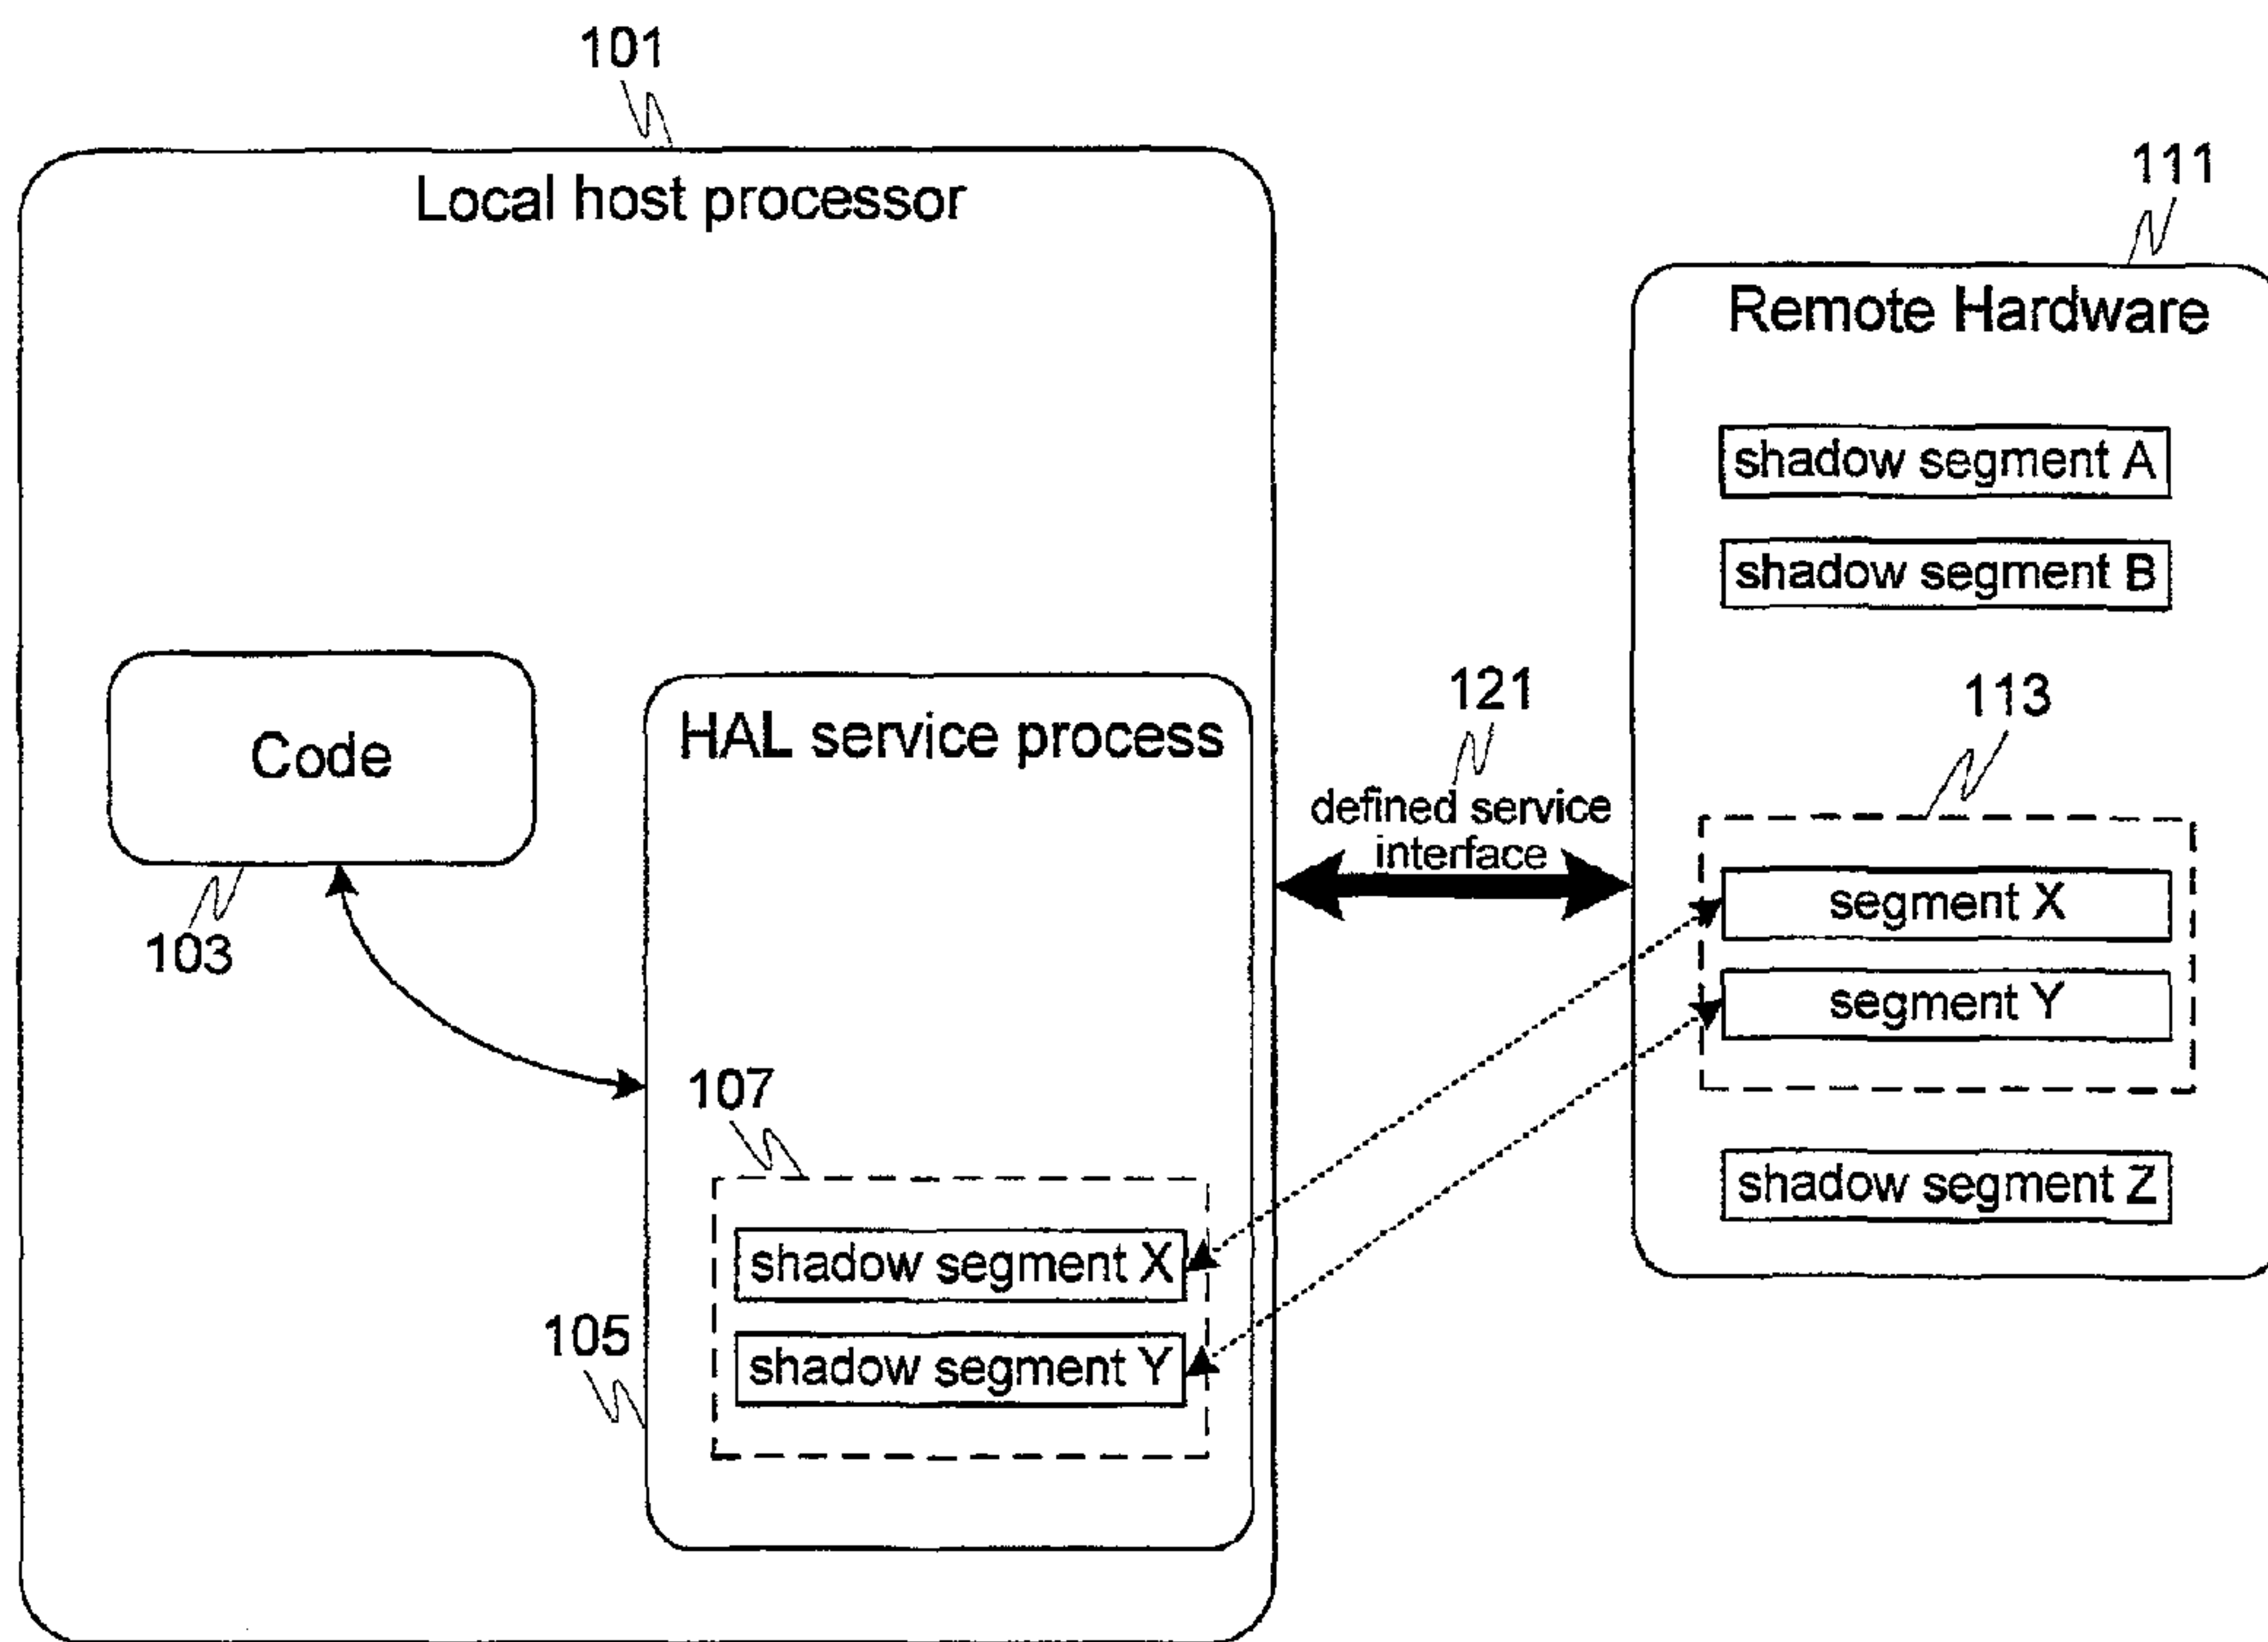 101
Local host processor
111
Remote Hardware
shadow segment A
shadow segment B
121
defined service
interface
113
Code
HAL service process
103
segment X
segment Y
107
shadow segment Z
shadow segment X
105
shadow segment Y